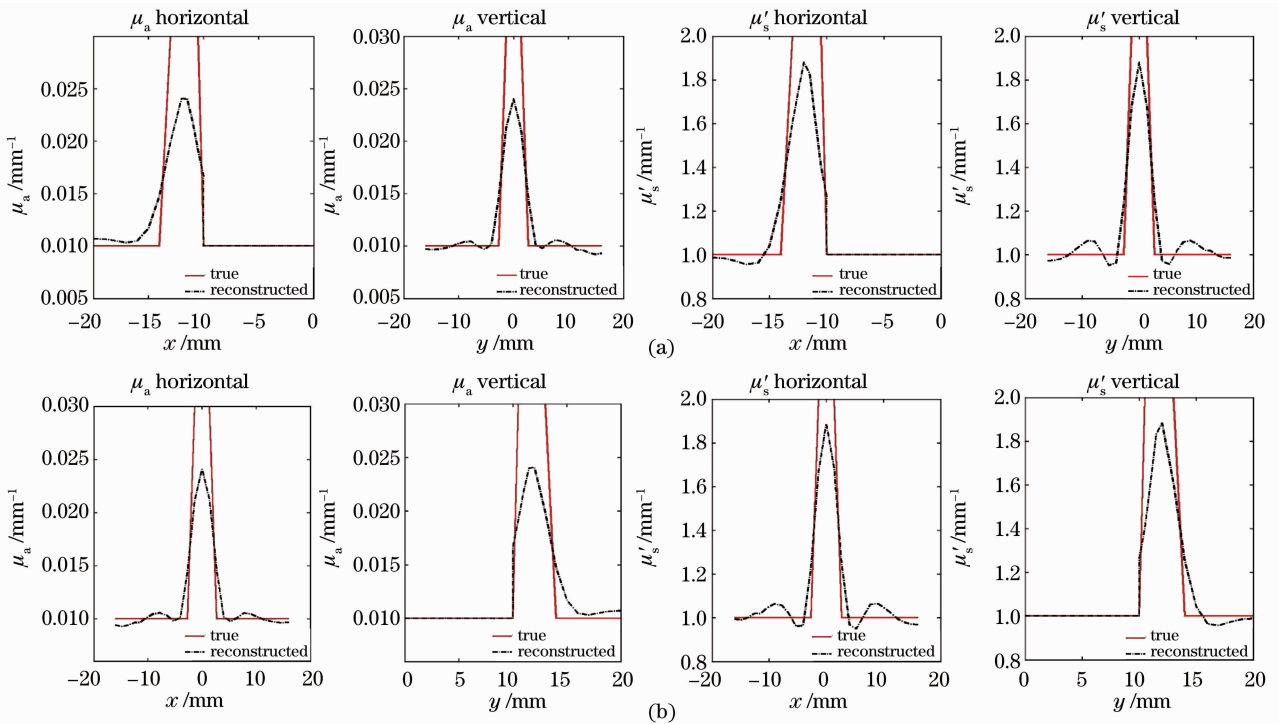 μa horizontal
0.025
0.020
0.015
0.010
0.005
μa /mm−1
−20 −15 −10 −5 0
x /mm
true
reconstructed
μa vertical
0.030
0.025
0.020
0.015
0.010
0.005
μa /mm−1
−20 −10 0 10 20
y /mm
true
reconstructed
μ′s horizontal
2.0
1.8
1.6
1.4
1.2
1.0
0.8
μ′s /mm−1
−20 −15 −10 −5 0
x /mm
true
reconstructed
μ′s vertical
2.0
1.8
1.6
1.4
1.2
1.0
0.8
μ′s /mm−1
−20 −10 0 10 20
y /mm
true
reconstructed
(a)
μa horizontal
0.030
0.025
0.020
0.015
0.010
μa /mm−1
−20 −10 0 10 20
x /mm
true
reconstructed
μa vertical
0.030
0.025
0.020
0.015
0.010
μa /mm−1
0 5 10 15 20
y /mm
true
reconstructed
μ′s horizontal
2.0
1.8
1.6
1.4
1.2
1.0
0.8
μ′s /mm−1
−20 −10 0 10 20
x /mm
true
reconstructed
μ′s vertical
2.0
1.8
1.6
1.4
1.2
1.0
0.8
μ′s /mm−1
0 5 10 15 20
y /mm
true
reconstructed
(b)